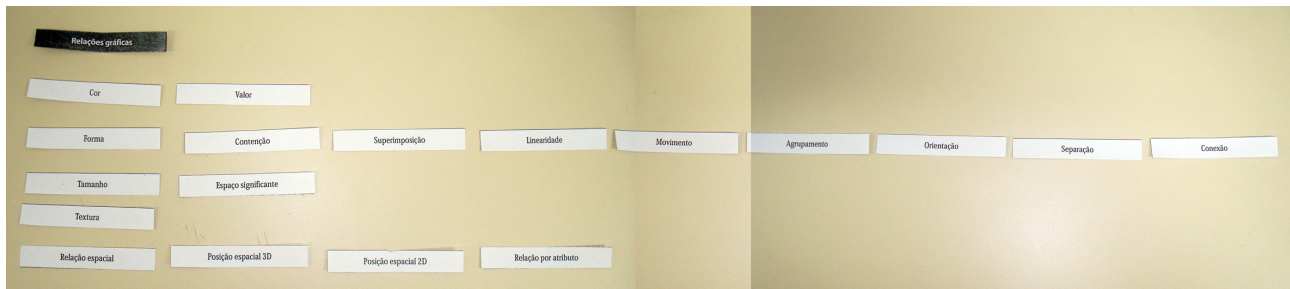 Relações gráficas
Cor
Valor
Forma
Contenção
Superimposição
Linearidade
Movimento
Agrupamento
Orientação
Separação
Conexão
Tamanho
Espaço significante
Textura
Relação espacial
Posição espacial 3D
Posição espacial 2D
Relação por atributo